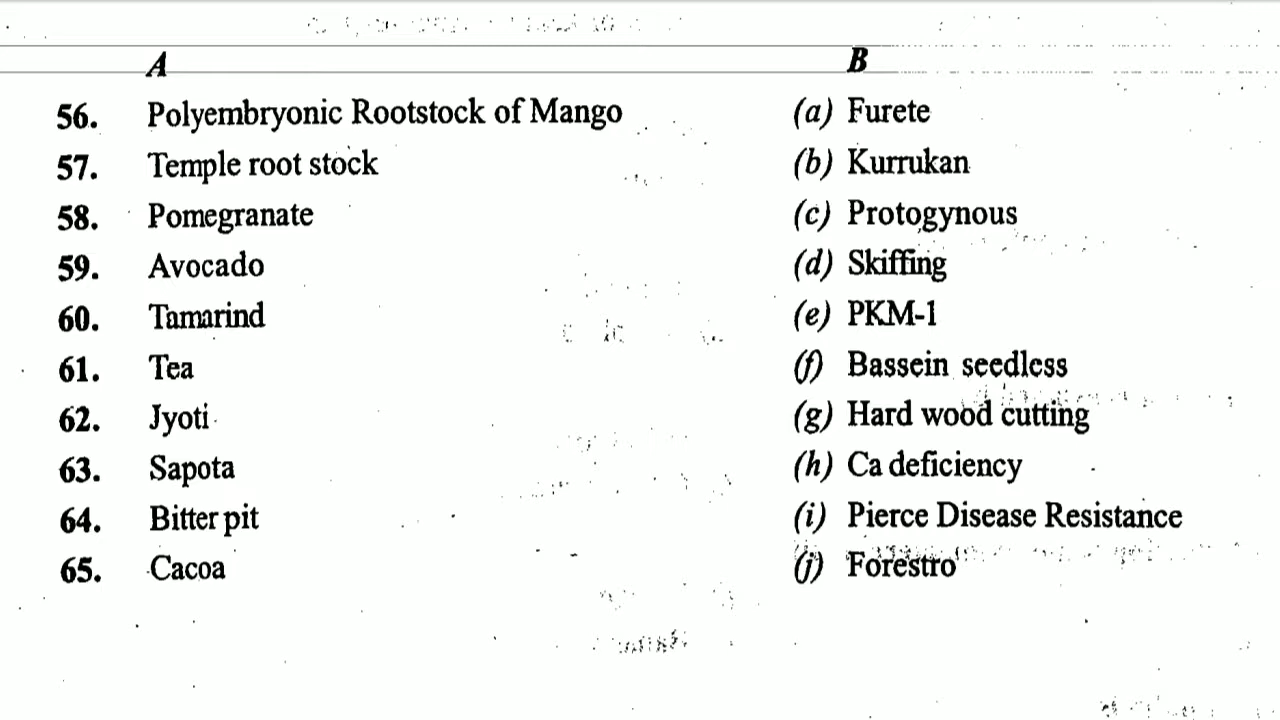 A B
56. Polyembryonic Rootstock of Mango (a) Furete
57. Temple root stock (b) Kurrukan
58. Pomegranate (c) Protogynous
59. Avocado (d) Skiffing
60. Tamarind (e) PKM-1
61. Tea (f) Bassein seedless
62. Jyoti (g) Hard wood cutting
63. Sapota (h) Ca deficiency
64. Bitter pit (i) Pierce Disease Resistance
65. Cacoa (j) Forestro